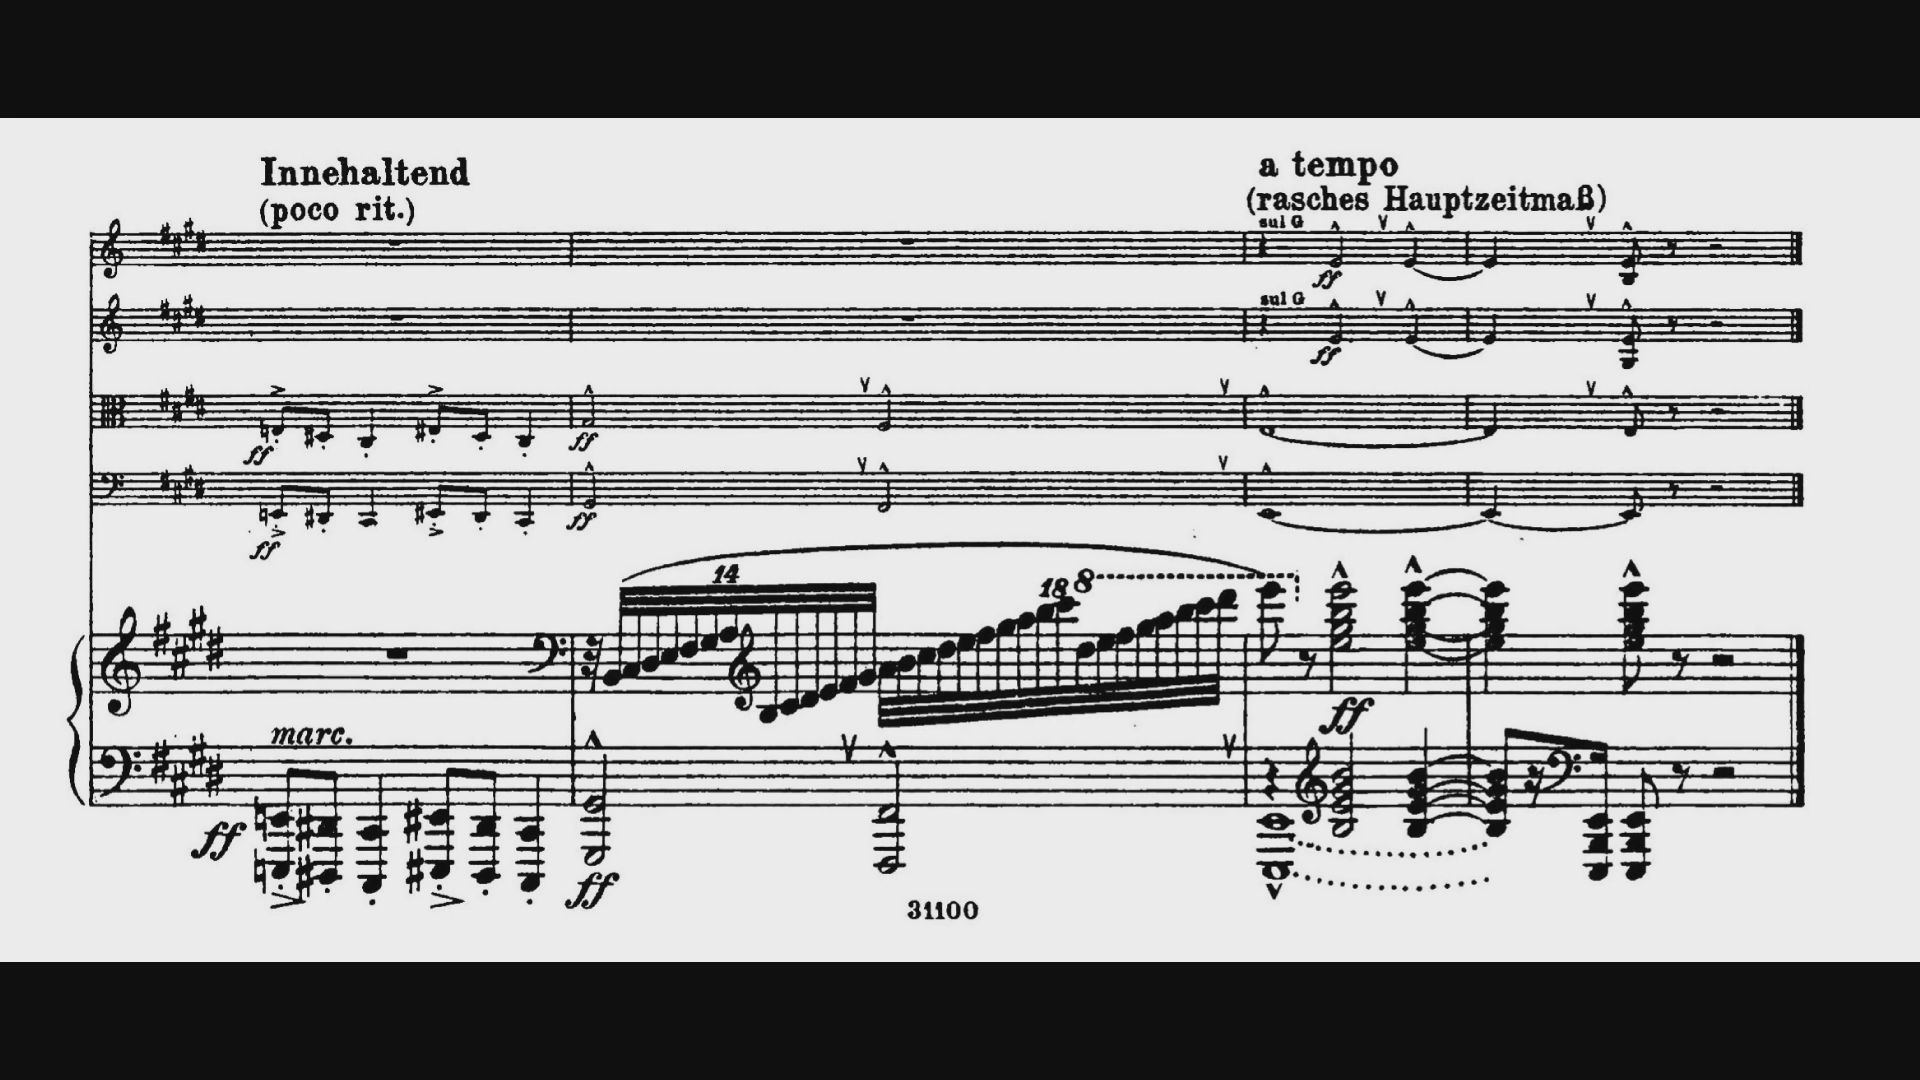 Innehaltend
(poco rit.)
a tempo
(rasches Hauptzeitmaß)
sul G
ff
sul G
ff
ff
ff
ff
ff
14
18
8
ff
marc.
ff
ff
31100